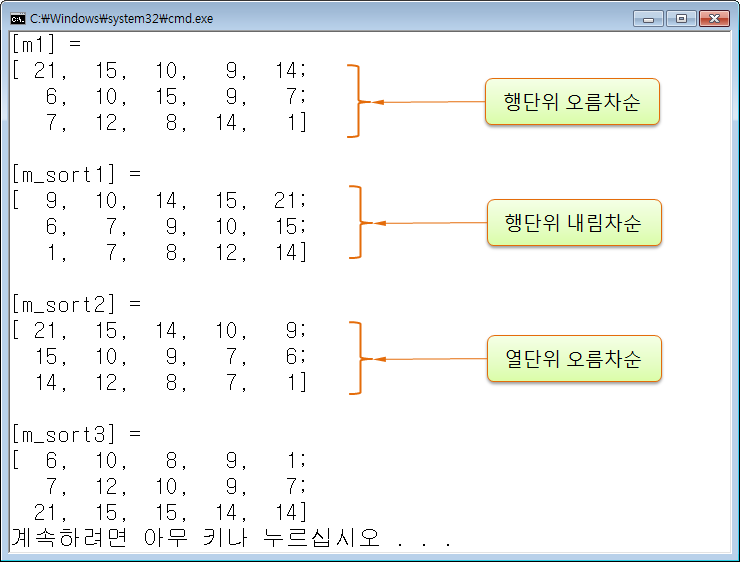 C:₩Windows₩system32₩cmd.exe
[m1] =
[ 21, 15, 10, 9, 14;
6, 10, 15, 9, 7;
7, 12, 8, 14, 1]
행단위 오름차순
[m_sort1] =
[ 9, 10, 14, 15, 21;
6, 7, 9, 10, 15;
1, 7, 8, 12, 14]
행단위 내림차순
[m_sort2] =
[ 21, 15, 14, 10, 9;
15, 10, 9, 7, 6;
14, 12, 8, 7, 1]
열단위 오름차순
[m_sort3] =
[ 6, 10, 8, 9, 1;
7, 12, 10, 9, 7;
21, 15, 15, 14, 14]
계속하려면 아무 키나 누르십시오 . . .